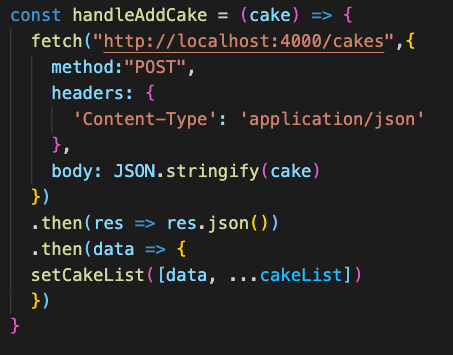 const handleAddCake = (cake) => {
fetch("http://localhost:4000/cakes",{
method:"POST",
headers: {
'Content-Type': 'application/json'
},
body: JSON.stringify(cake)
})
.then(res => res.json())
.then(data => {
setCakeList([data, ...cakeList])
})
}